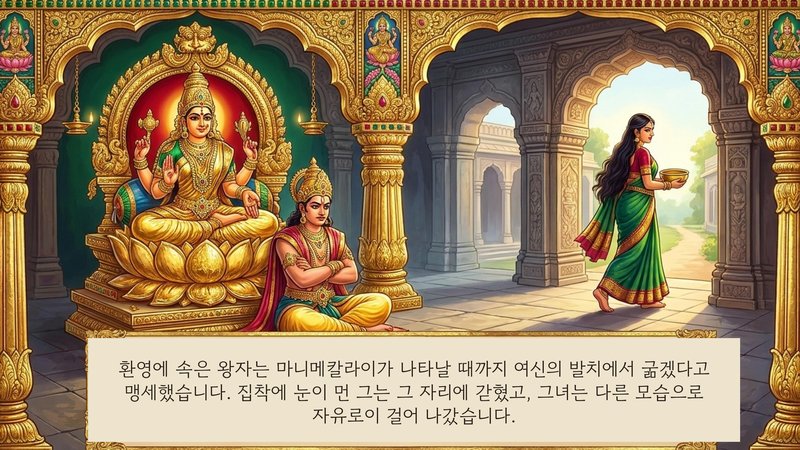 환영에 속은 왕자는 마니메칼라이가 나타날 때까지 여신의 발치에서 굶겠다고
맹세했습니다. 집착에 눈이 먼 그는 그 자리에 갇혔고, 그녀는 다른 모습으로
자유로이 걸어 나갔습니다.